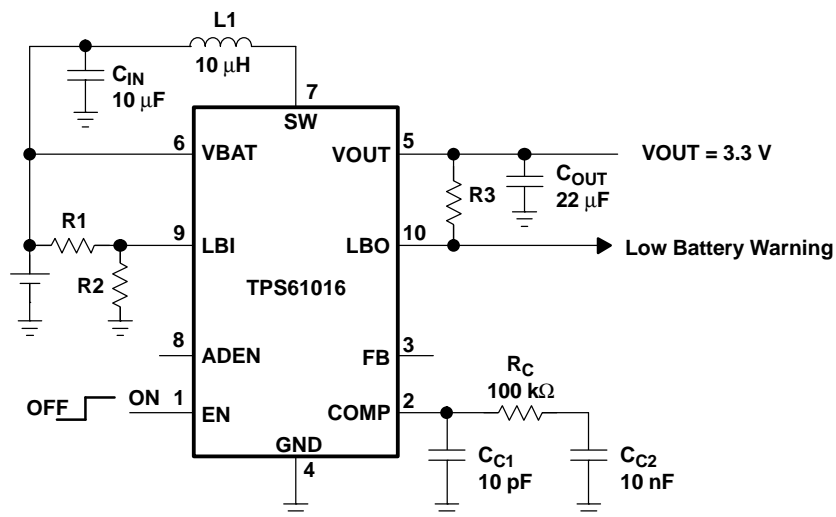 L1
10 μH
C_IN
10 μF
7
SW
6
VBAT
VOUT
5
VOUT = 3.3 V
C_OUT
22 μF
R3
R1
9
LBI
LBO
10
Low Battery Warning
R2
TPS61016
8
ADEN
FB
3
R_C
100 kΩ
OFF
ON
1
EN
COMP
2
GND
4
C_C1
10 pF
C_C2
10 nF